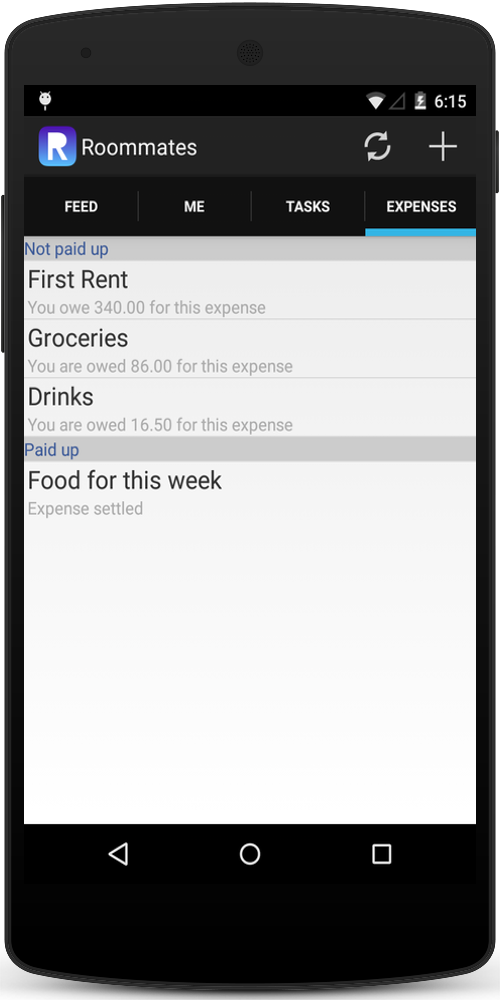 6:15
R Roommates
FEED ME TASKS EXPENSES
Not paid up
First Rent
You owe 340.00 for this expense
Groceries
You are owed 86.00 for this expense
Drinks
You are owed 16.50 for this expense
Paid up
Food for this week
Expense settled